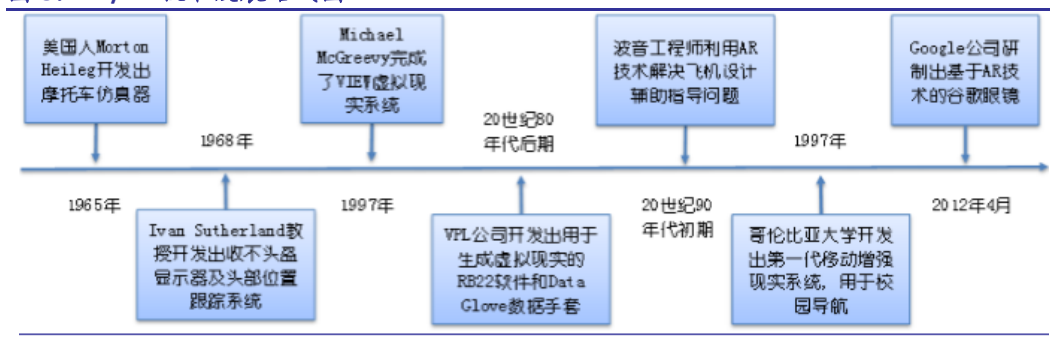 美国人Morton
Heileg开发出
摩托车仿真器
Michael
McGreevy完成
了VIEW虚拟现
实系统
波音工程师利用AR
技术解决飞机设计
辅助指导问题
Google公司研
制出基于AR技
术的谷歌眼镜
1968年
20世纪80
年代后期
1997年
1965年
1997年
20世纪90
年代初期
2012年4月
Ivan Sutherland教
授开发出收不头盔
显示器及头部位置
跟踪系统
VPL公司开发出用于
生成虚拟现实的
RB22软件和Data
Glove数据手套
哥伦比亚大学开发
出第一代移动增强
现实系统，用于校
园导航